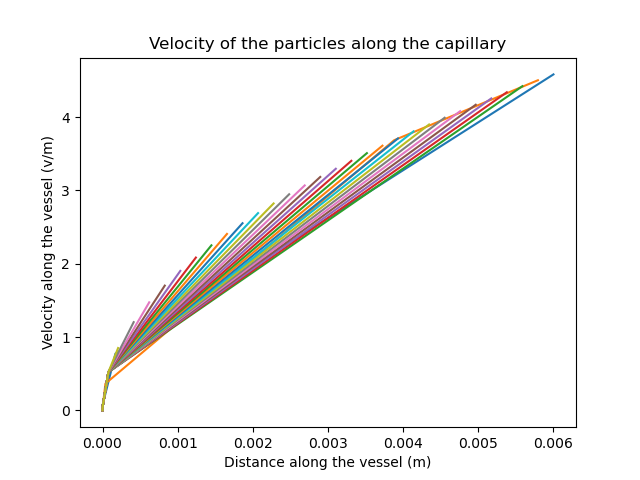 Velocity of the particles along the capillary
Velocity along the vessel (v/m)
4
3
2
1
0
0.000 0.001 0.002 0.003 0.004 0.005 0.006
Distance along the vessel (m)